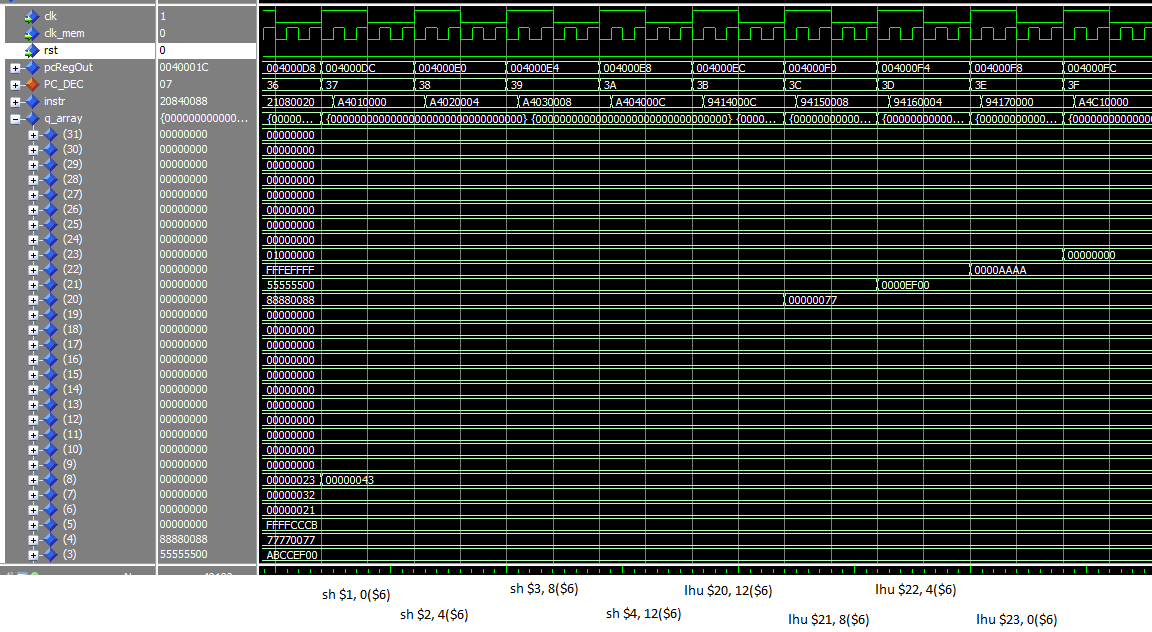 clk 1
clk_mem 0
rst 0
pcRegOut 0040001C 004000D8 004000DC 004000E0 004000E4 004000E8 004000EC 004000F0 004000F4 004000F8 004000FC
PC_DEC 07 36 37 38 39 3A 3B 3C 3D 3E 3F
instr 20840088 21080020 A4010000 A4020004 A4030008 A404000C 9414000C 94150008 94160004 94170000 A4C10000
q_array {000000000000... {00000... {00000000000000000000000000000000} {00000000000000000000000000000000} {0000... {000000000000... {000000000000... {000000000000... {000000000000
(31) 00000000 00000000
(30) 00000000 00000000
(29) 00000000 00000000
(28) 00000000 00000000
(27) 00000000 00000000
(26) 00000000 00000000
(25) 00000000 00000000
(24) 00000000 00000000
(23) 00000000 01000000 00000000
(22) 00000000 FFFEFFFF 0000AAAA
(21) 00000000 55555500 0000EF00
(20) 00000000 88880088 00000077
(19) 00000000 00000000
(18) 00000000 00000000
(17) 00000000 00000000
(16) 00000000 00000000
(15) 00000000 00000000
(14) 00000000 00000000
(13) 00000000 00000000
(12) 00000000 00000000
(11) 00000000 00000000
(10) 00000000 00000000
(9) 00000000 00000000
(8) 00000000 00000023 00000043
(7) 00000000 00000032
(6) 00000000 00000021
(5) 00000000 FFFFCCCB
(4) 88880088 77770077
(3) 55555500 ABCCEF00
sh $1, 0($6)
sh $2, 4($6)
sh $3, 8($6)
sh $4, 12($6)
lhu $20, 12($6)
lhu $21, 8($6)
lhu $22, 4($6)
lhu $23, 0($6)